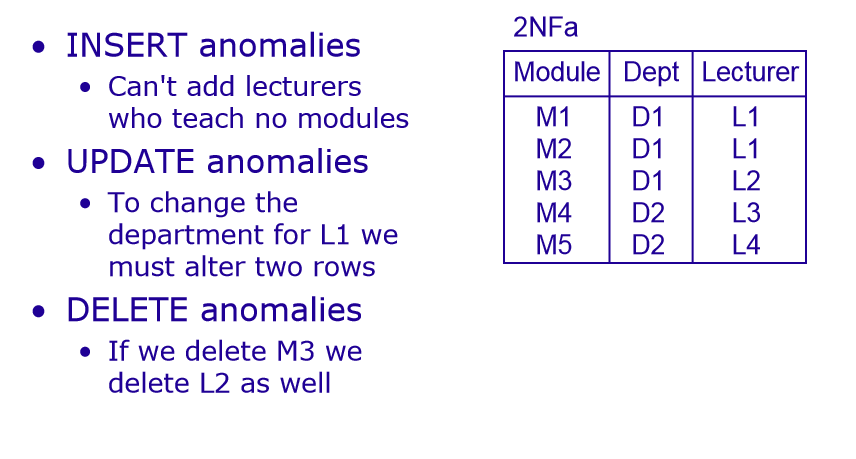 • INSERT anomalies
• Can't add lecturers
who teach no modules
• UPDATE anomalies
• To change the
department for L1 we
must alter two rows
• DELETE anomalies
• If we delete M3 we
delete L2 as well
2NFa
Module Dept Lecturer
M1 D1 L1
M2 D1 L1
M3 D1 L2
M4 D2 L3
M5 D2 L4